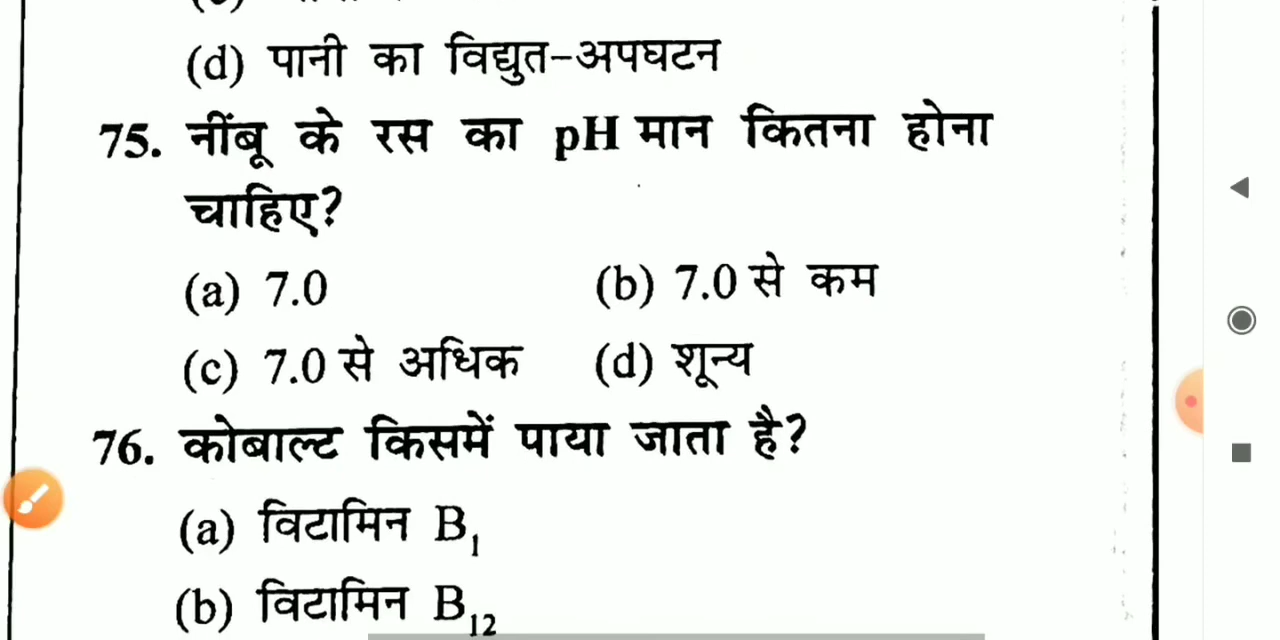 (d) पानी का विद्युत-अपघटन
75. नींबू के रस का pH मान कितना होना
चाहिए?
(a) 7.0 (b) 7.0 से कम
(c) 7.0 से अधिक (d) शून्य
76. कोबाल्ट किसमें पाया जाता है?
(a) विटामिन B₁
(b) विटामिन B₁₂